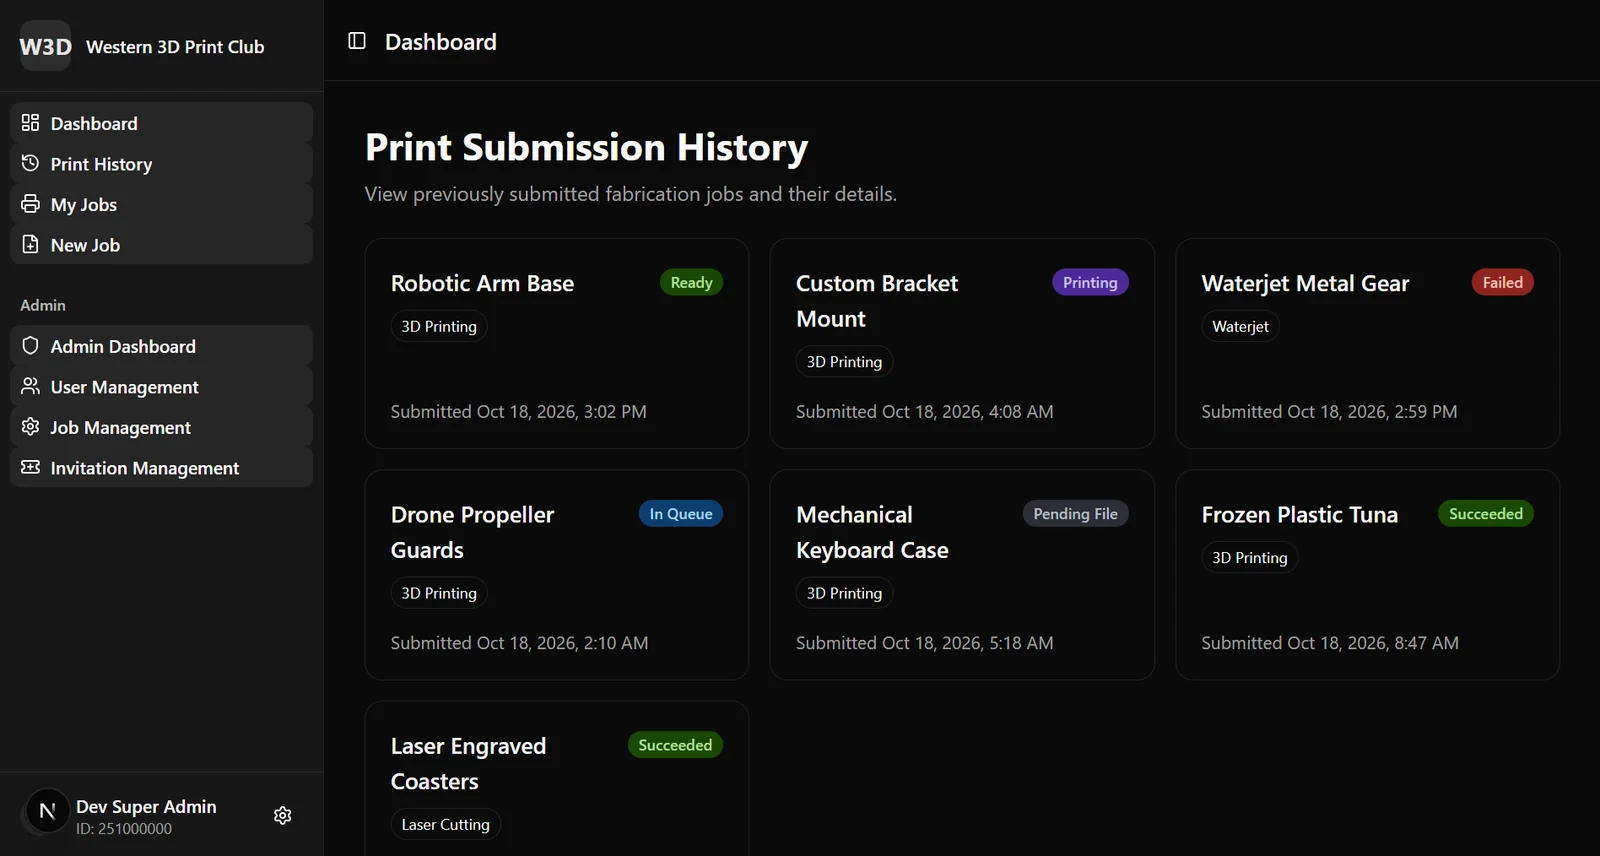 W3D
Western 3D Print Club
Dashboard
Print History
My Jobs
New Job
Admin
Admin Dashboard
User Management
Job Management
Invitation Management
N
Dev Super Admin
ID: 251000000
Dashboard
Print Submission History
View previously submitted fabrication jobs and their details.
Robotic Arm Base
Ready
3D Printing
Submitted Oct 18, 2026, 3:02 PM
Custom Bracket
Mount
Printing
3D Printing
Submitted Oct 18, 2026, 4:08 AM
Waterjet Metal Gear
Failed
Waterjet
Submitted Oct 18, 2026, 2:59 PM
Drone Propeller
Guards
In Queue
3D Printing
Submitted Oct 18, 2026, 2:10 AM
Mechanical
Keyboard Case
Pending File
3D Printing
Submitted Oct 18, 2026, 5:18 AM
Frozen Plastic Tuna
Succeeded
3D Printing
Submitted Oct 18, 2026, 8:47 AM
Laser Engraved
Coasters
Succeeded
Laser Cutting